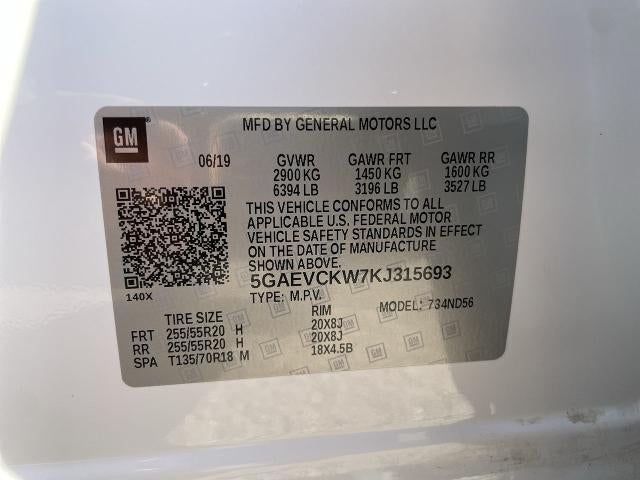 GM
MFD BY GENERAL MOTORS LLC
06/19 GVWR GAWR FRT GAWR RR
2900 KG 1450 KG 1600 KG
6394 LB 3196 LB 3527 LB
THIS VEHICLE CONFORMS TO ALL
APPLICABLE U.S. FEDERAL MOTOR
VEHICLE SAFETY STANDARDS IN EFFECT
ON THE DATE OF MANUFACTURE
SHOWN ABOVE.
140X
5GAEVCKW7KJ315693
TYPE: M.P.V. MODEL: 734ND56
TIRE SIZE RIM
FRT 255/55R20 H 20X8J
RR 255/55R20 H 20X8J
SPA T135/70R18 M 18X4.5B